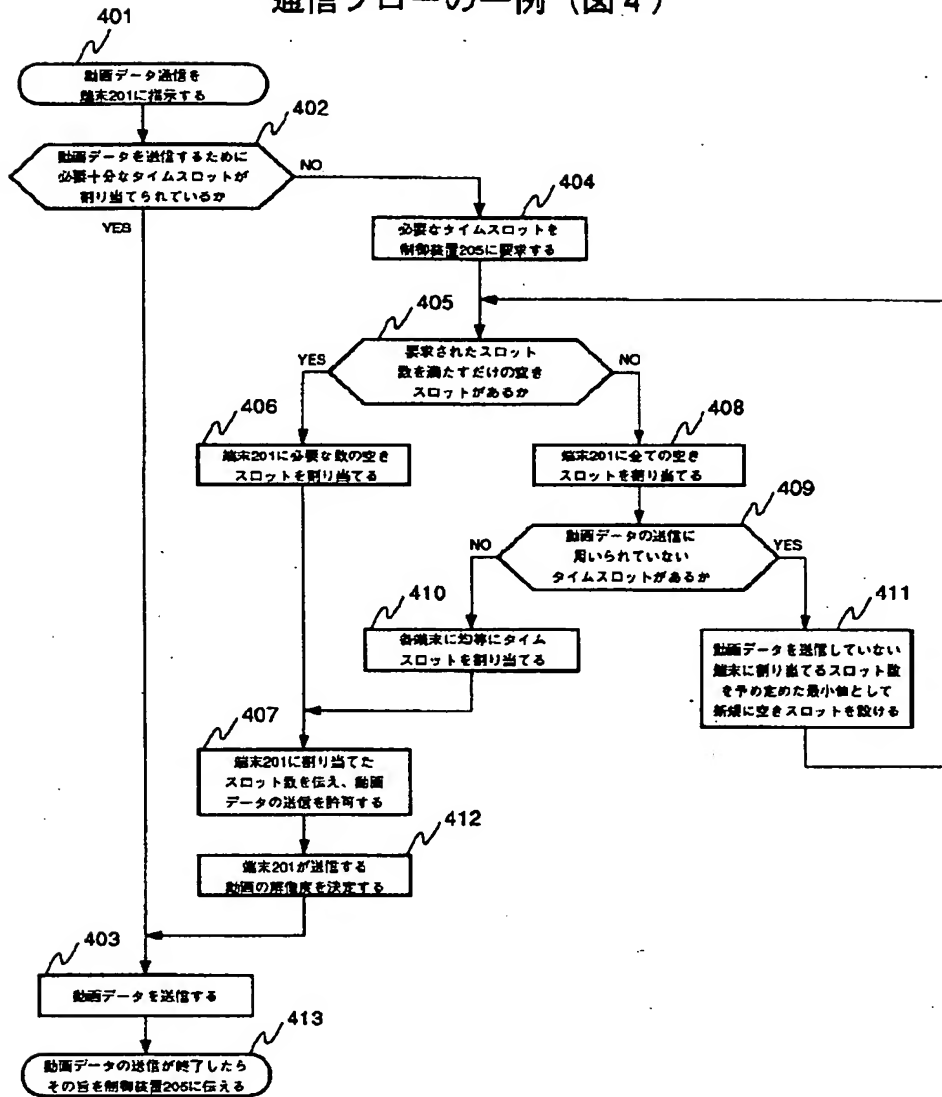 通信フローの一例（図４）
401
動画データ通信を
端末201に指示する
402
動画データを送信するために
必要十分なタイムスロットが
割り当てられているか
NO
YES
404
必要なタイムスロットを
制御装置205に要求する
405
要求されたスロット
数を満たすだけの空き
スロットがあるか
YES
NO
406
端末201に必要な数の空き
スロットを割り当てる
408
端末201に全ての空き
スロットを割り当てる
409
動画データの送信に
用いられていない
タイムスロットがあるか
NO
YES
410
各端末に均等にタイム
スロットを割り当てる
411
動画データを送信していない
端末に割り当てるスロット数
を予め定めた最小値として
新規に空きスロットを設ける
407
端末201に割り当てた
スロット数を伝え、動画
データの送信を許可する
412
端末201が送信する
動画の解像度を決定する
403
動画データを送信する
413
動画データの送信が終了したら
その旨を制御装置205に伝える